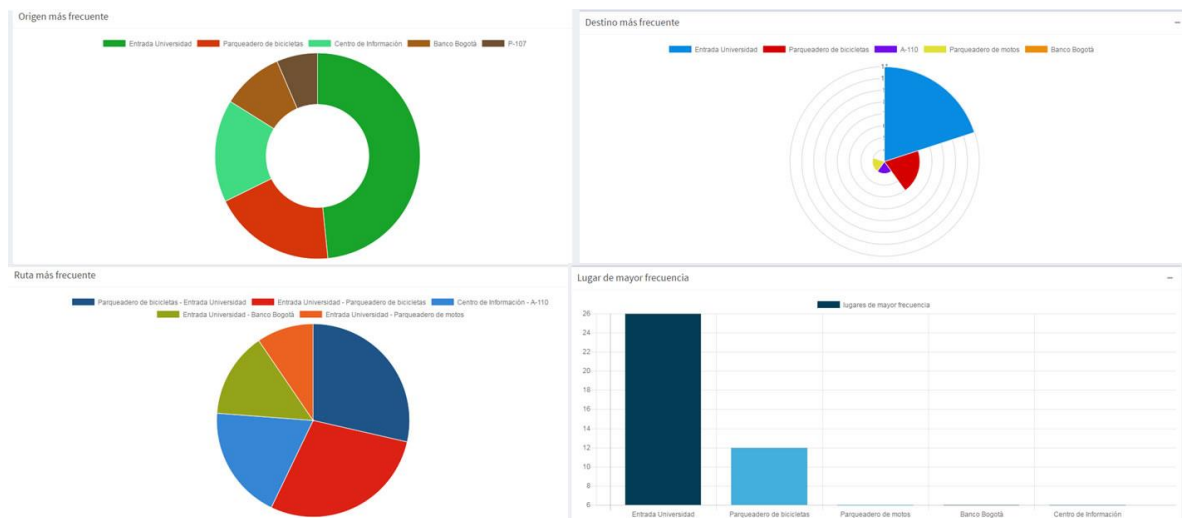 Origen más frecuente
Entrada Universidad Parqueadero de bicicletas Centro de Información Banco Bogotá P-107
Destino más frecuente
Entrada Universidad Parqueadero de bicicletas A-110 Parqueadero de motos Banco Bogotá
Ruta más frecuente
Parqueadero de bicicletas - Entrada Universidad Entrada Universidad - Parqueadero de bicicletas Centro de Información - A-110
Entrada Universidad - Banco Bogotá Entrada Universidad - Parqueadero de motos
Lugar de mayor frecuencia
lugares de mayor frecuencia
26
24
22
20
18
16
14
12
10
8
6
Entrada Universidad Parqueadero de bicicletas Parqueadero de motos Banco Bogotá Centro de Información